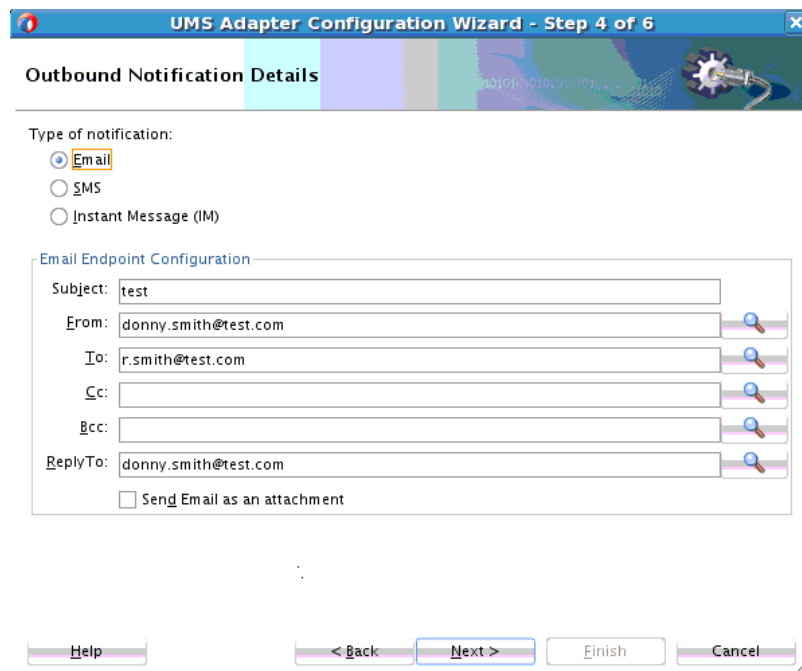 UMS Adapter Configuration Wizard - Step 4 of 6
Outbound Notification Details
Type of notification:
Email
SMS
Instant Message (IM)
Email Endpoint Configuration
Subject: test
From: donny.smith@test.com
To: r.smith@test.com
Cc:
Bcc:
ReplyTo: donny.smith@test.com
Send Email as an attachment
Help < Back Next > Finish Cancel